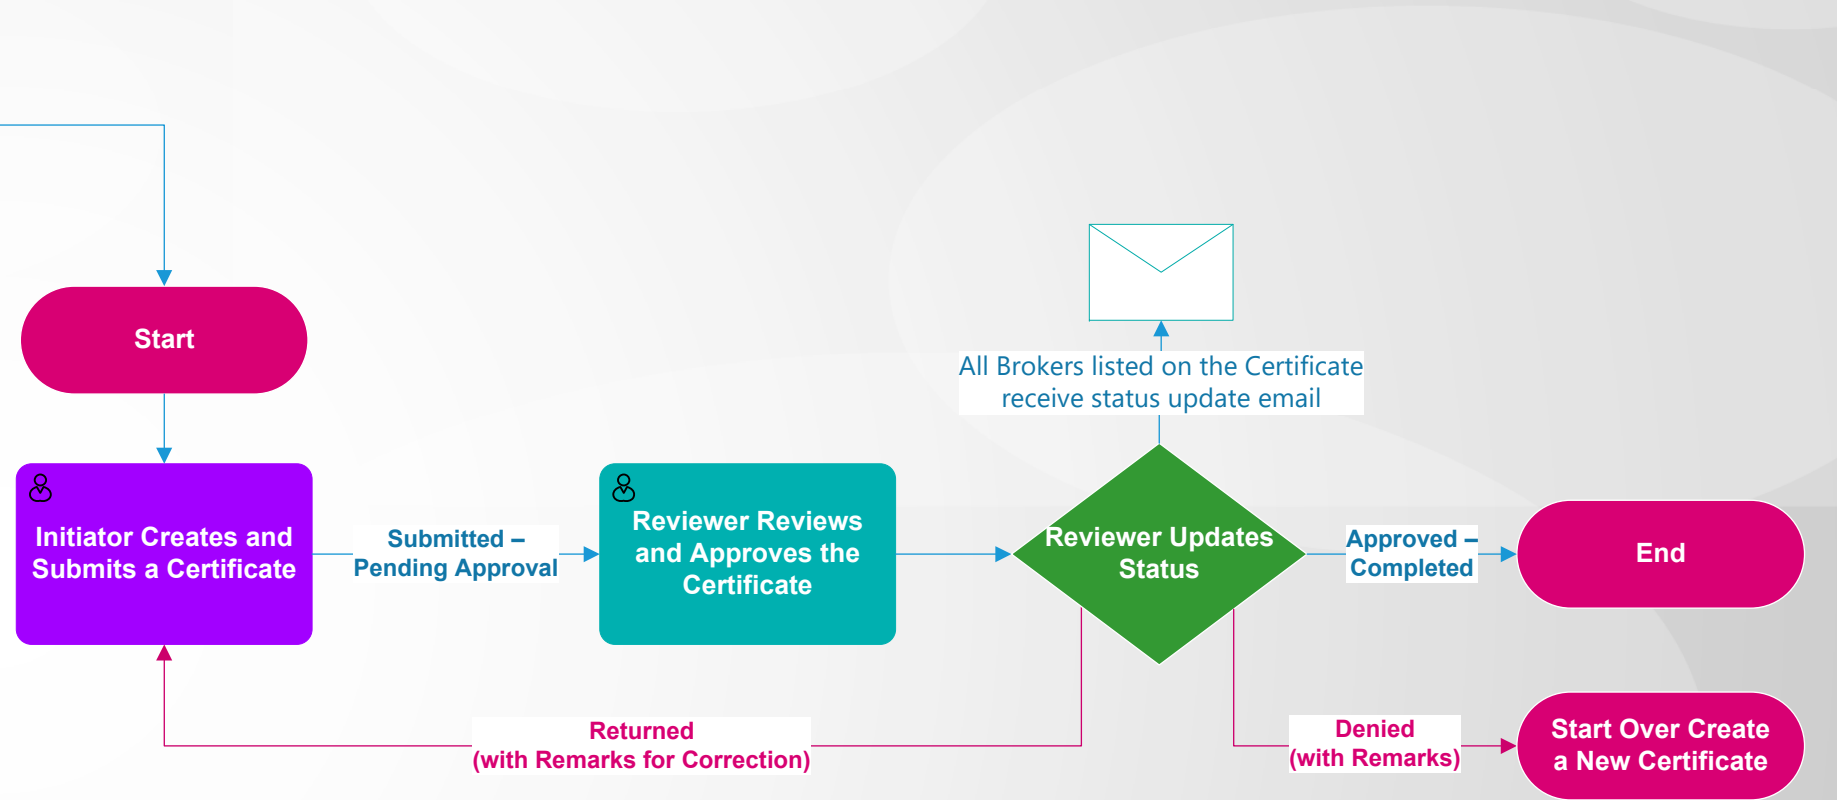 Start
All Brokers listed on the Certificate
receive status update email
Initiator Creates and
Submits a Certificate
Submitted –
Pending Approval
Reviewer Reviews
and Approves the
Certificate
Reviewer Updates
Status
Approved –
Completed
End
Returned
(with Remarks for Correction)
Denied
(with Remarks)
Start Over Create
a New Certificate